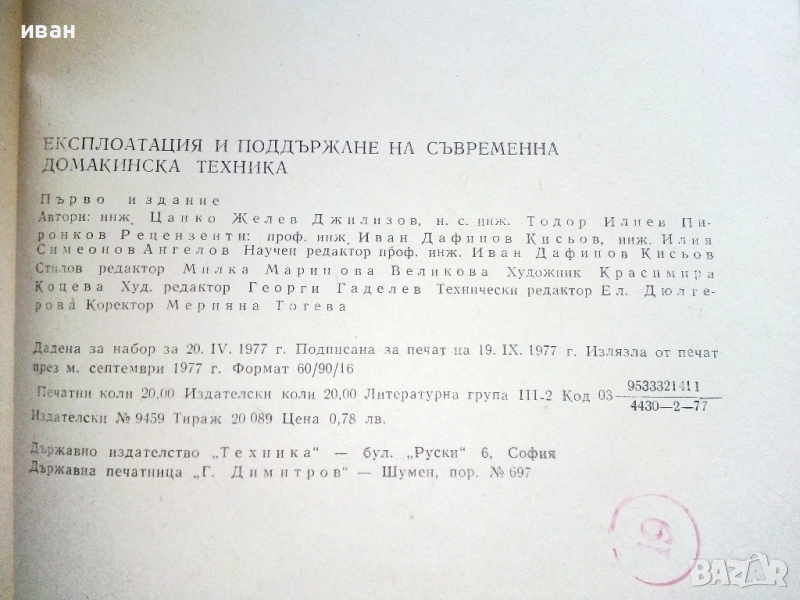 иван
ЕКСПЛОАТАЦИЯ И ПОДДЪРЖАНЕ НА СЪВРЕМЕННА
ДОМАКИНСКА ТЕХНИКА
Първо издание
Автори: инж. Цанко Желев Джилизов, н. с. инж. Тодор Илиев Пи-
ронков Рецензенти: проф. инж. Иван Дафинов Кисьов, инж. Илия
Симеонов Ангелов Научен редактор проф. инж. Иван Дафинов Кисьов
Стилов редактор Милка Маринова Великова Художник Красимира
Коцева Худ. редактор Георги Гаделев Технически редактор Ел. Дюлге-
рова Коректор Меряна Тотева
Дадена за набор за 20. IV. 1977 г. Подписана за печат на 19. IX. 1977 г. Излязла от печат
през м. септември 1977 г. Формат 60/90/16
Печатни коли 20,00 Издателски коли 20,00 Литературна група III-2 Код 03 9533321411
4430—2—77
Издателски № 9459 Тираж 20 089 Цена 0,78 лв.
Държавно издателство „Техника“ — бул. „Руски“ 6, София
Държавна печатница „Г. Димитров“ — Шумен, пор. № 697
BAZAR